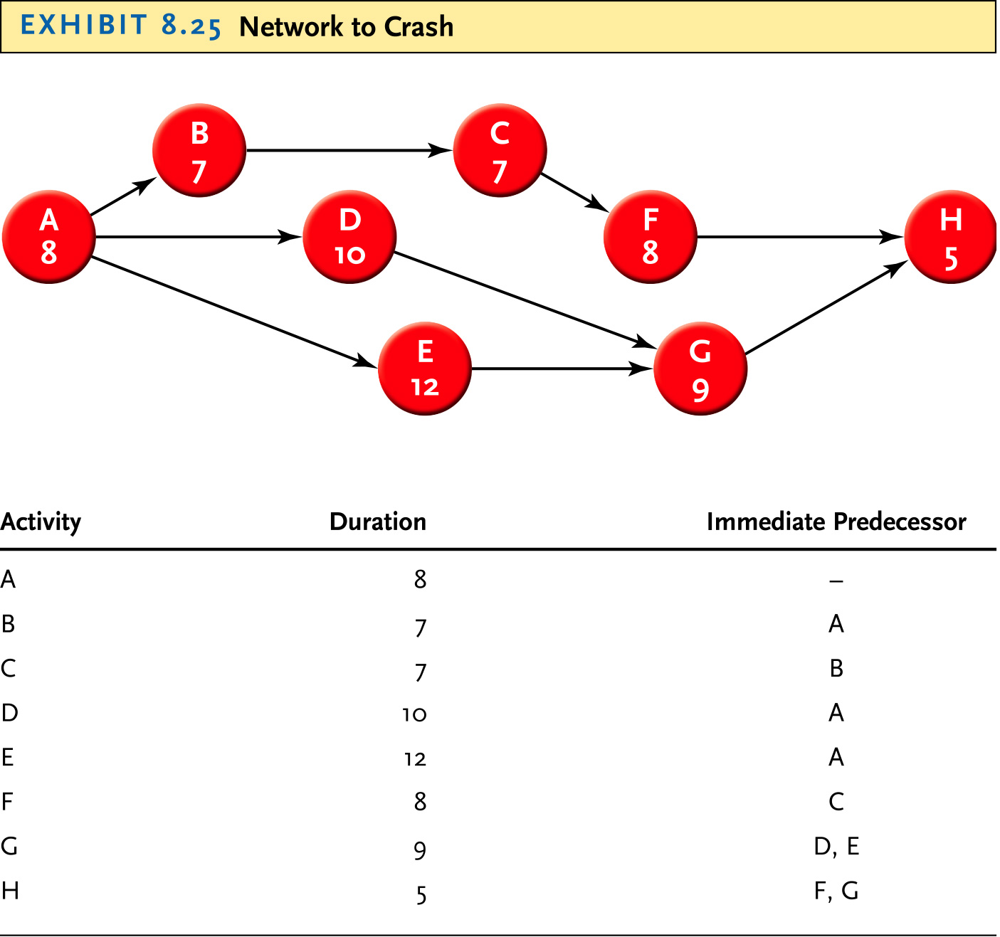 EXHIBIT 8.25 Network to Crash
B
7
C
7
A
8
D
10
F
8
H
5
E
12
G
9
Activity Duration Immediate Predecessor
A 8 –
B 7 A
C 7 B
D 10 A
E 12 A
F 8 C
G 9 D, E
H 5 F, G